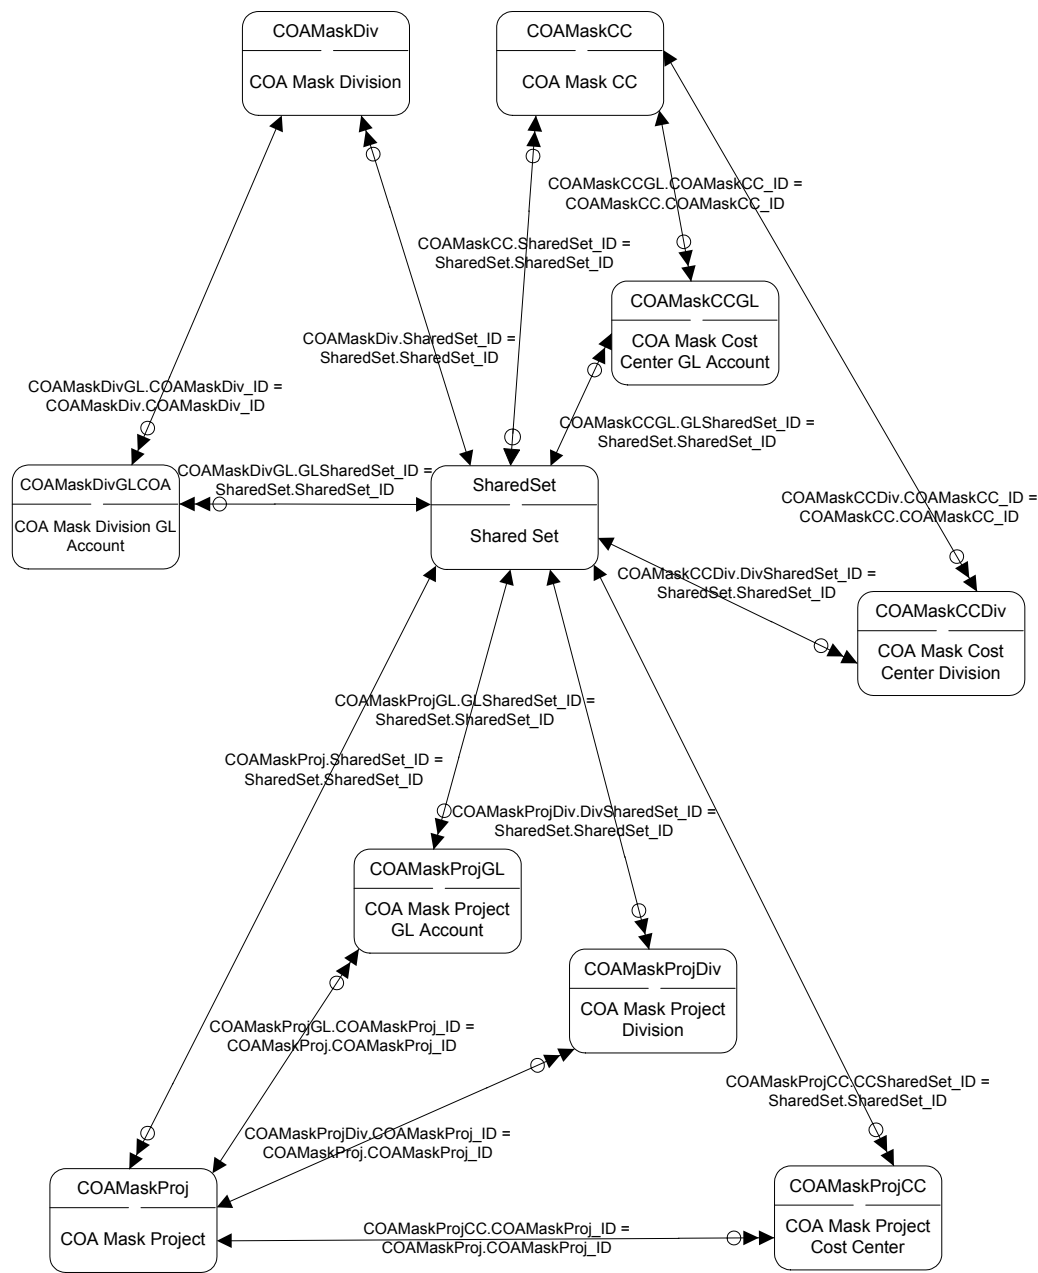 COAMaskDiv
COA Mask Division
COAMaskCC
COA Mask CC
COAMaskCCGL.COAMaskCC_ID =
COAMaskCC.COAMaskCC_ID
COAMaskCC.SharedSet_ID =
SharedSet.SharedSet_ID
COAMaskCCGL
COA Mask Cost
Center GL Account
COAMaskDiv.SharedSet_ID =
SharedSet.SharedSet_ID
COAMaskDivGL.COAMaskDiv_ID =
COAMaskDiv.COAMaskDiv_ID
COAMaskCCGL.GLSharedSet_ID =
SharedSet.SharedSet_ID
COAMaskDivGLCOA
COA Mask Division GL
Account
COAMaskDivGL.GLSharedSet_ID =
SharedSet.SharedSet_ID
SharedSet
Shared Set
COAMaskCCDiv.COAMaskCC_ID =
COAMaskCC.COAMaskCC_ID
COAMaskCCDiv.DivSharedSet_ID =
SharedSet.SharedSet_ID
COAMaskCCDiv
COA Mask Cost
Center Division
COAMaskProjGL.GLSharedSet_ID =
SharedSet.SharedSet_ID
COAMaskProj.SharedSet_ID =
SharedSet.SharedSet_ID
COAMaskProjDiv.DivSharedSet_ID =
SharedSet.SharedSet_ID
COAMaskProjGL
COA Mask Project
GL Account
COAMaskProjDiv
COA Mask Project
Division
COAMaskProjGL.COAMaskProj_ID =
COAMaskProj.COAMaskProj_ID
COAMaskProjCC.CCSharedSet_ID =
SharedSet.SharedSet_ID
COAMaskProjDiv.COAMaskProj_ID =
COAMaskProj.COAMaskProj_ID
COAMaskProj
COA Mask Project
COAMaskProjCC.COAMaskProj_ID =
COAMaskProj.COAMaskProj_ID
COAMaskProjCC
COA Mask Project
Cost Center